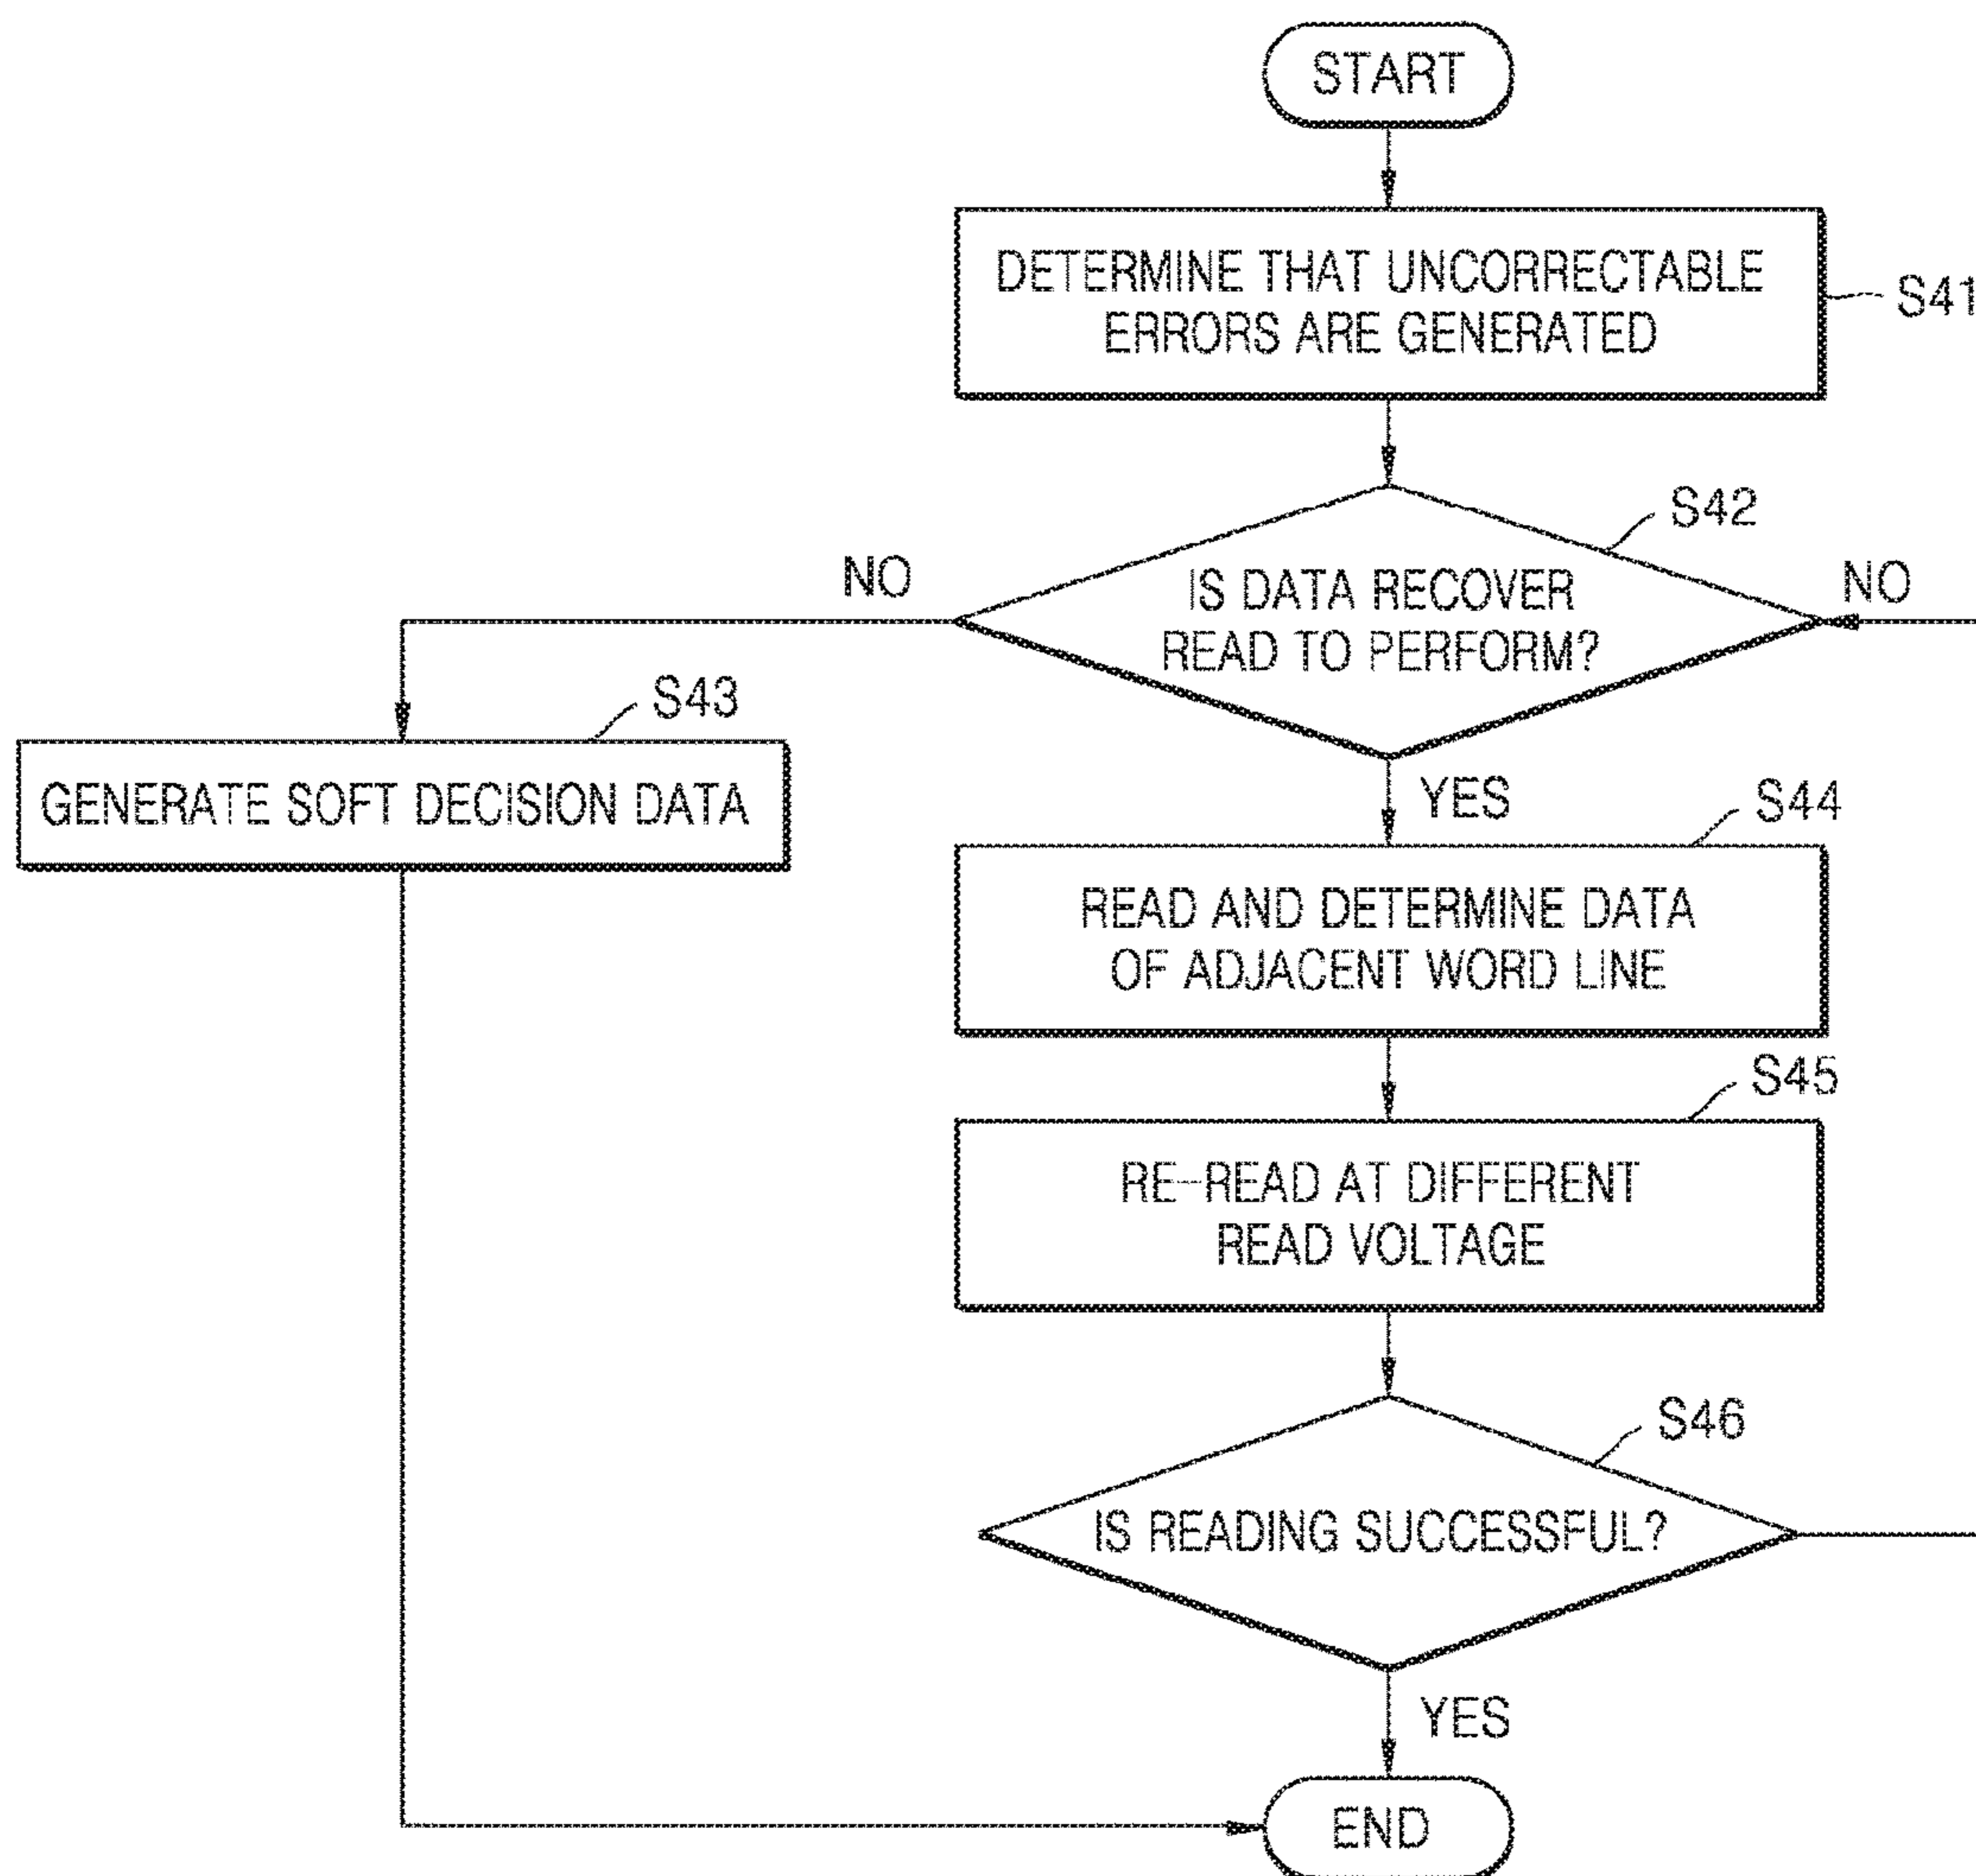 START
DETERMINE THAT UNCORRECTABLE
ERRORS ARE GENERATED
S41
S42
NO
IS DATA RECOVER
READ TO PERFORM?
NO
S43
GENERATE SOFT DECISION DATA
YES
S44
READ AND DETERMINE DATA
OF ADJACENT WORD LINE
S45
RE-READ AT DIFFERENT
READ VOLTAGE
S46
IS READING SUCCESSFUL?
YES
END